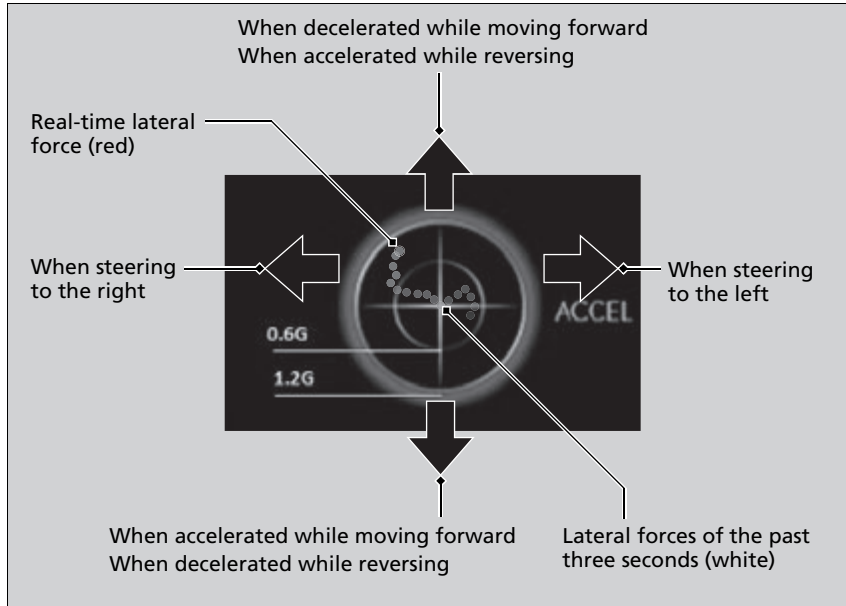 When decelerated while moving forward
When accelerated while reversing
Real-time lateral
force (red)
When steering
to the right
When steering
to the left
ACCEL
0.6G
1.2G
When accelerated while moving forward
When decelerated while reversing
Lateral forces of the past
three seconds (white)